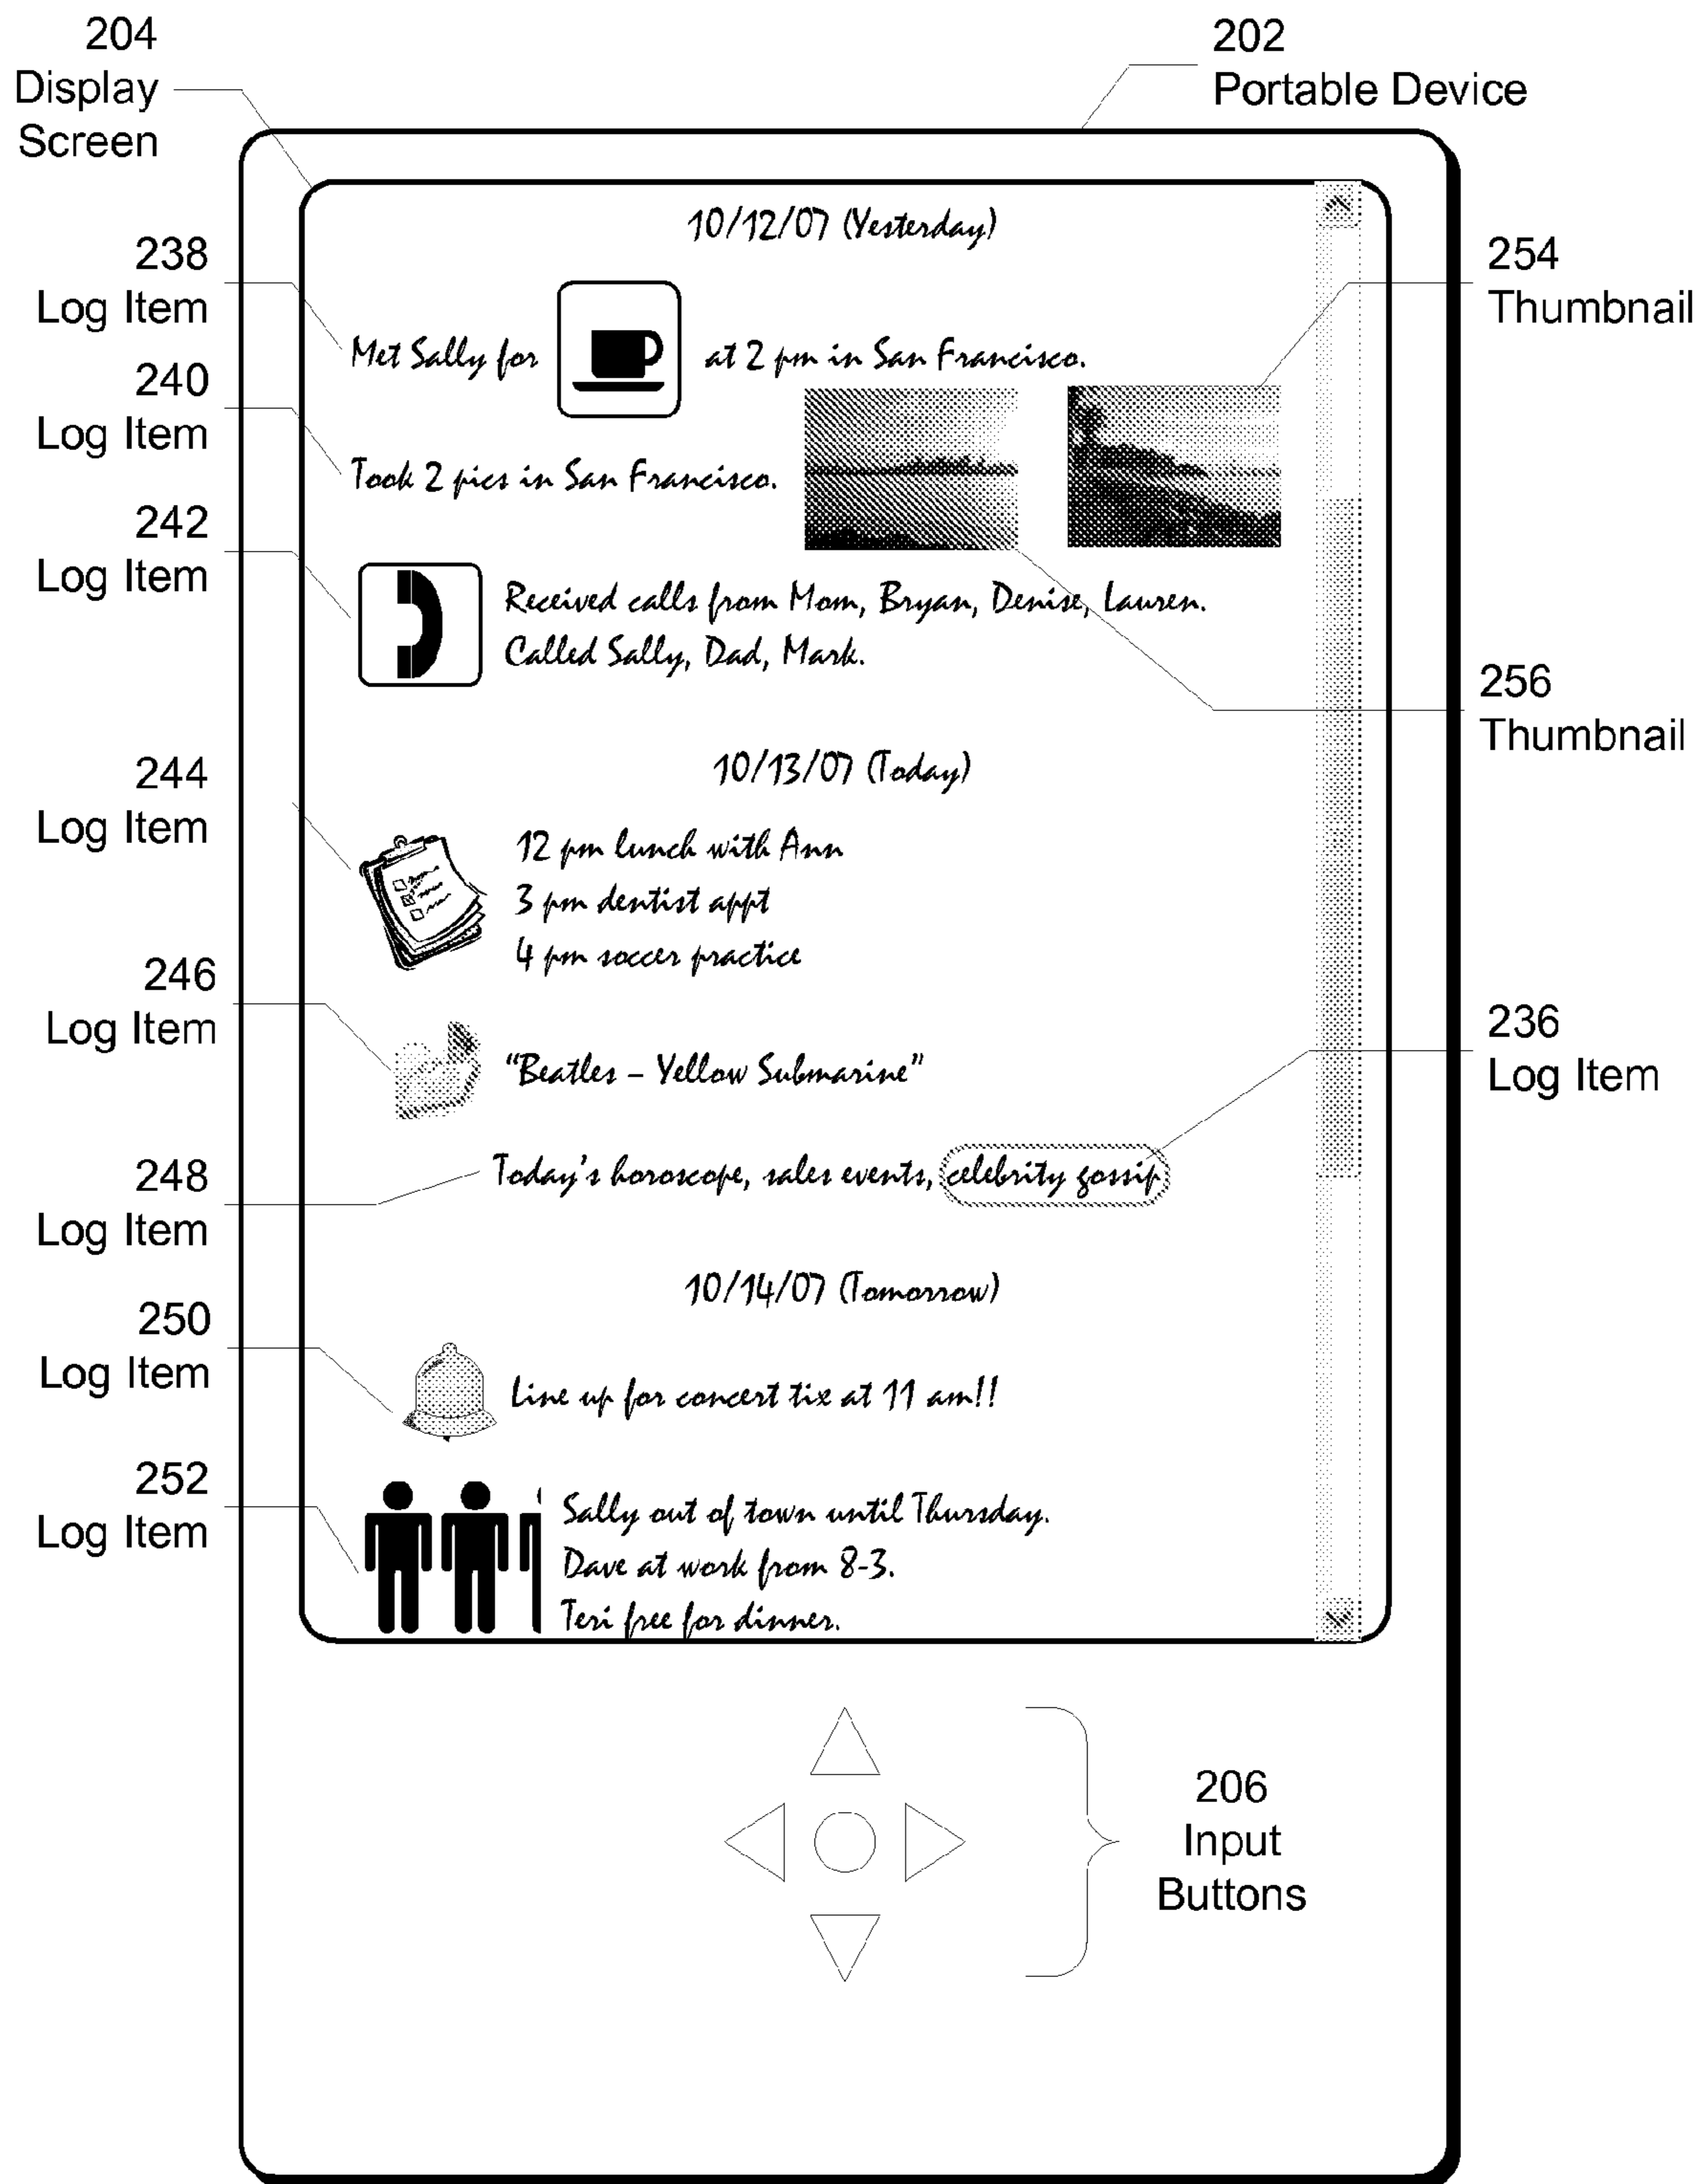 204
Display
Screen
202
Portable Device
10/12/07 (Yesterday)
238
Log Item
254
Thumbnail
Met Sally for at 2 pm in San Francisco.
240
Log Item
Took 2 pics in San Francisco.
242
Log Item
Received calls from Mom, Bryan, Denise, Lauren.
Called Sally, Dad, Mark.
256
Thumbnail
10/13/07 (Today)
244
Log Item
12 pm lunch with Ann
3 pm dentist appt
4 pm soccer practice
246
Log Item
"Beatles – Yellow Submarine"
236
Log Item
248
Log Item
Today's horoscope, sales events, celebrity gossip
10/14/07 (Tomorrow)
250
Log Item
Line up for concert tix at 11 am!!
252
Log Item
Sally out of town until Thursday.
Dave at work from 8-3.
Teri free for dinner.
206
Input
Buttons